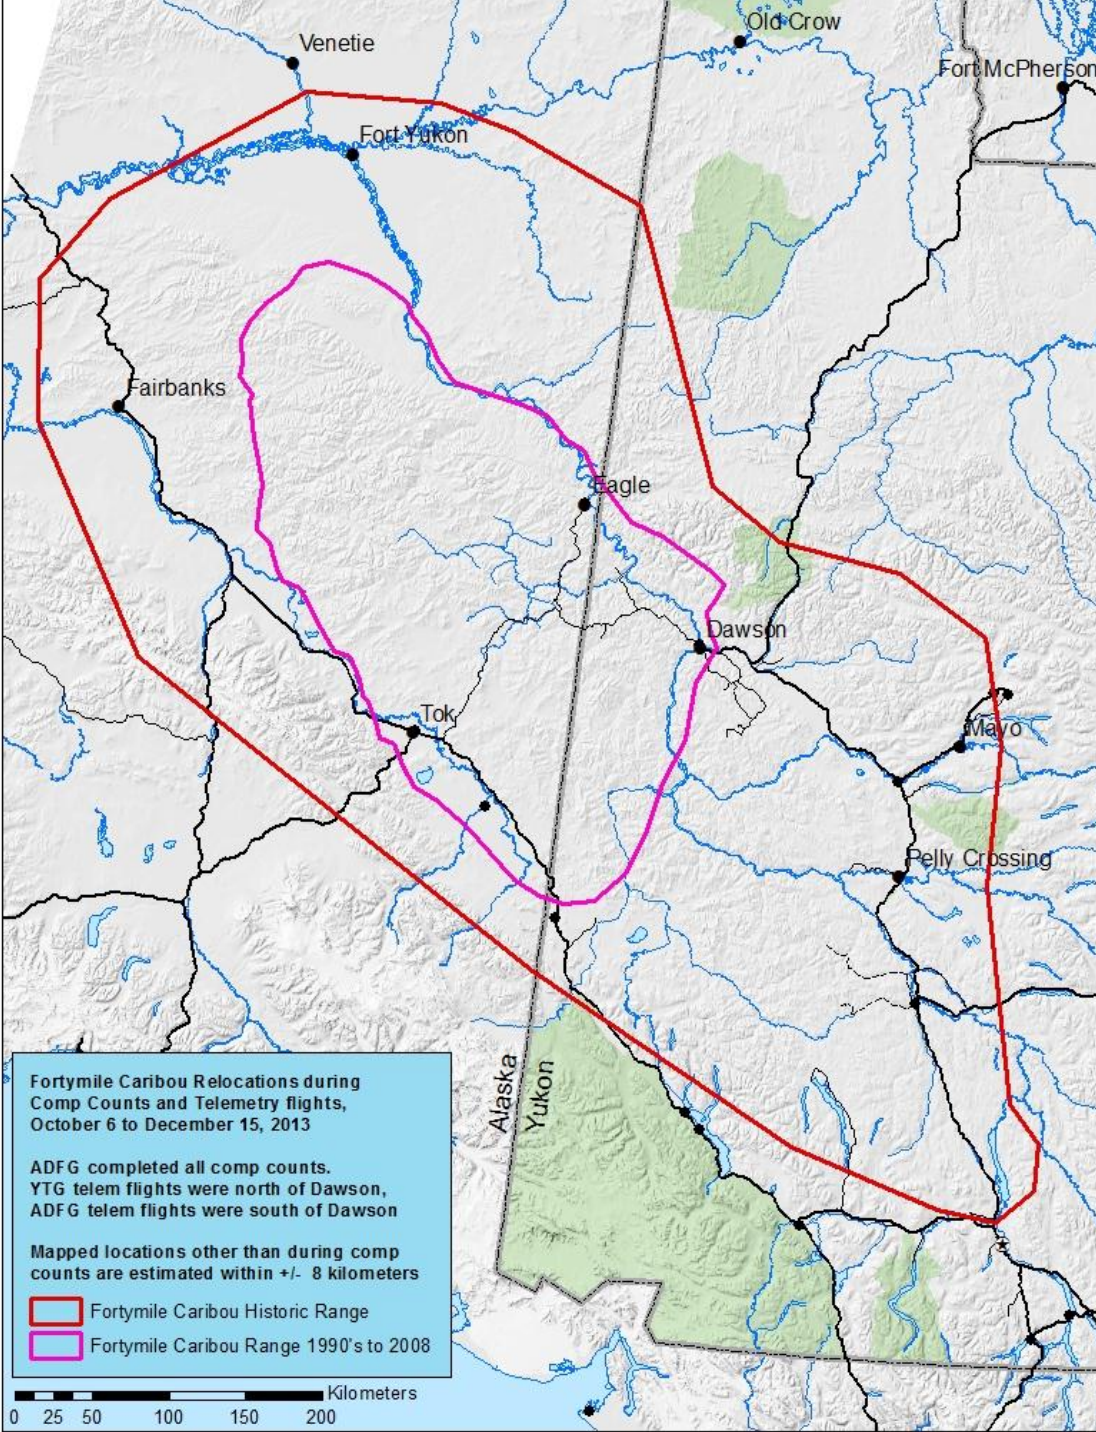 Old Crow
Venetie
Fort McPherson
Fort Yukon
Fairbanks
Eagle
Dawson
Tok
Mayo
Pelly Crossing
Alaska
Yukon
Fortymile Caribou Relocations during
Comp Counts and Telemetry flights,
October 6 to December 15, 2013
ADFG completed all comp counts.
YTG telem flights were north of Dawson,
ADFG telem flights were south of Dawson
Mapped locations other than during comp
counts are estimated within +/- 8 kilometers
Fortymile Caribou Historic Range
Fortymile Caribou Range 1990's to 2008
Kilometers
0 25 50 100 150 200